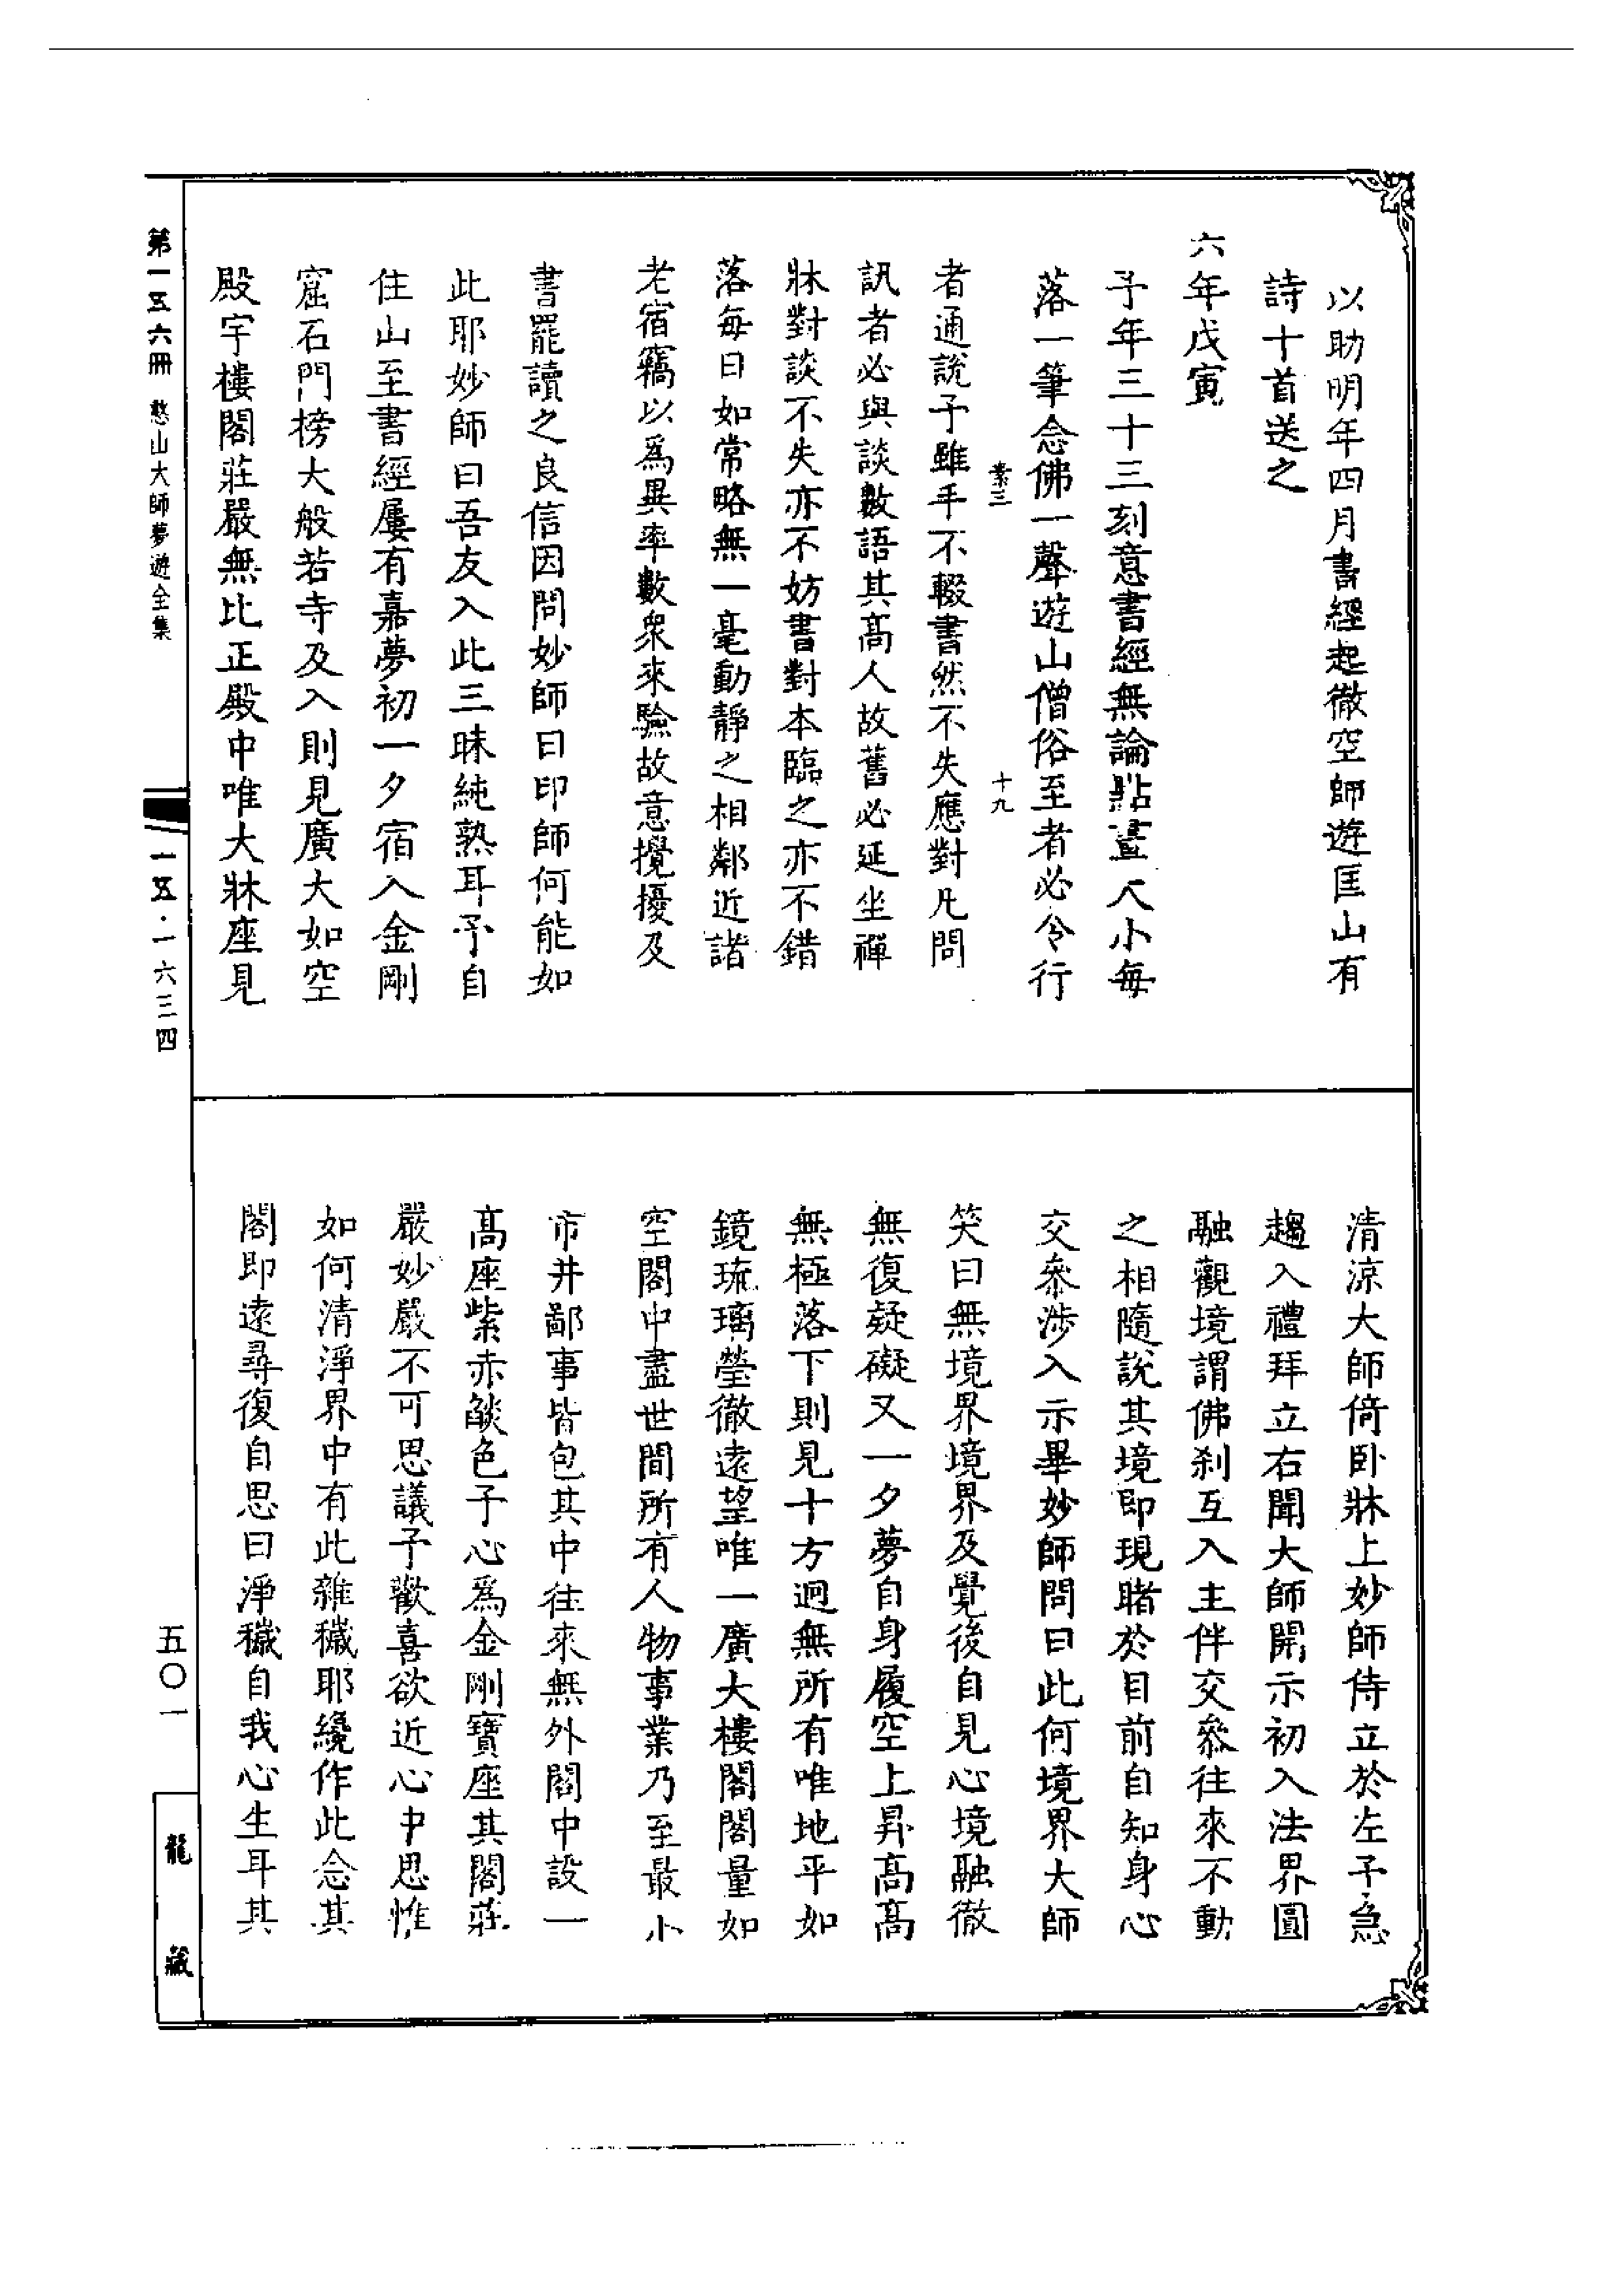 以助明年四月書經起徹空師遊匡山有
詩十首送之
六年戊寅
予年三十三刻意書經無論點畫大小每
落一筆念佛一聲遊山僧俗至者必令行
素三 十九
者通說予雖手不輟書然不失應對凡問
訊者必與談數語其高人故舊必延坐禪
牀對談不失亦不妨書對本臨之亦不錯
落每日如常略無一毫動靜之相鄰近諸
老宿竊以爲異率數衆來驗故意攪擾及
書罷讀之良信因問妙師曰印師何能如
此耶妙師曰吾友入此三昧純熟耳予自
住山至書經屢有嘉夢初一夕宿入金剛
窟石門榜大般若寺及入則見廣大如空
殿宇樓閣莊嚴無比正殿中唯大牀座見
清涼大師倚卧牀上妙師侍立於左予急
趨入禮拜立右聞大師開示初入法界圓
融觀境謂佛刹互入主伴交參往來不動
之相隨說其境即現睹於目前自知身心
交參涉入示畢妙師問曰此何境界大師
笑曰無境界境界及覺後自見心境融徹
無復疑礙又一夕夢自身履空上昇高高
無極落下則見十方迥無所有唯地平如
鏡琉璃瑩徹遠望唯一廣大樓閣閣量如
空閣中盡世間所有人物事業乃至最小
市井鄙事皆包其中往來無外閣中設一
高座紫赤燄色予心爲金剛寶座其閣莊
嚴妙嚴不可思議予歡喜欲近心中思惟
如何清淨界中有此雜穢耶纔作此念其
閣即遠尋復自思曰淨穢自我心生耳其
第一五六冊 憨山大師夢遊全集
一五·一六三四
五〇一
龍藏